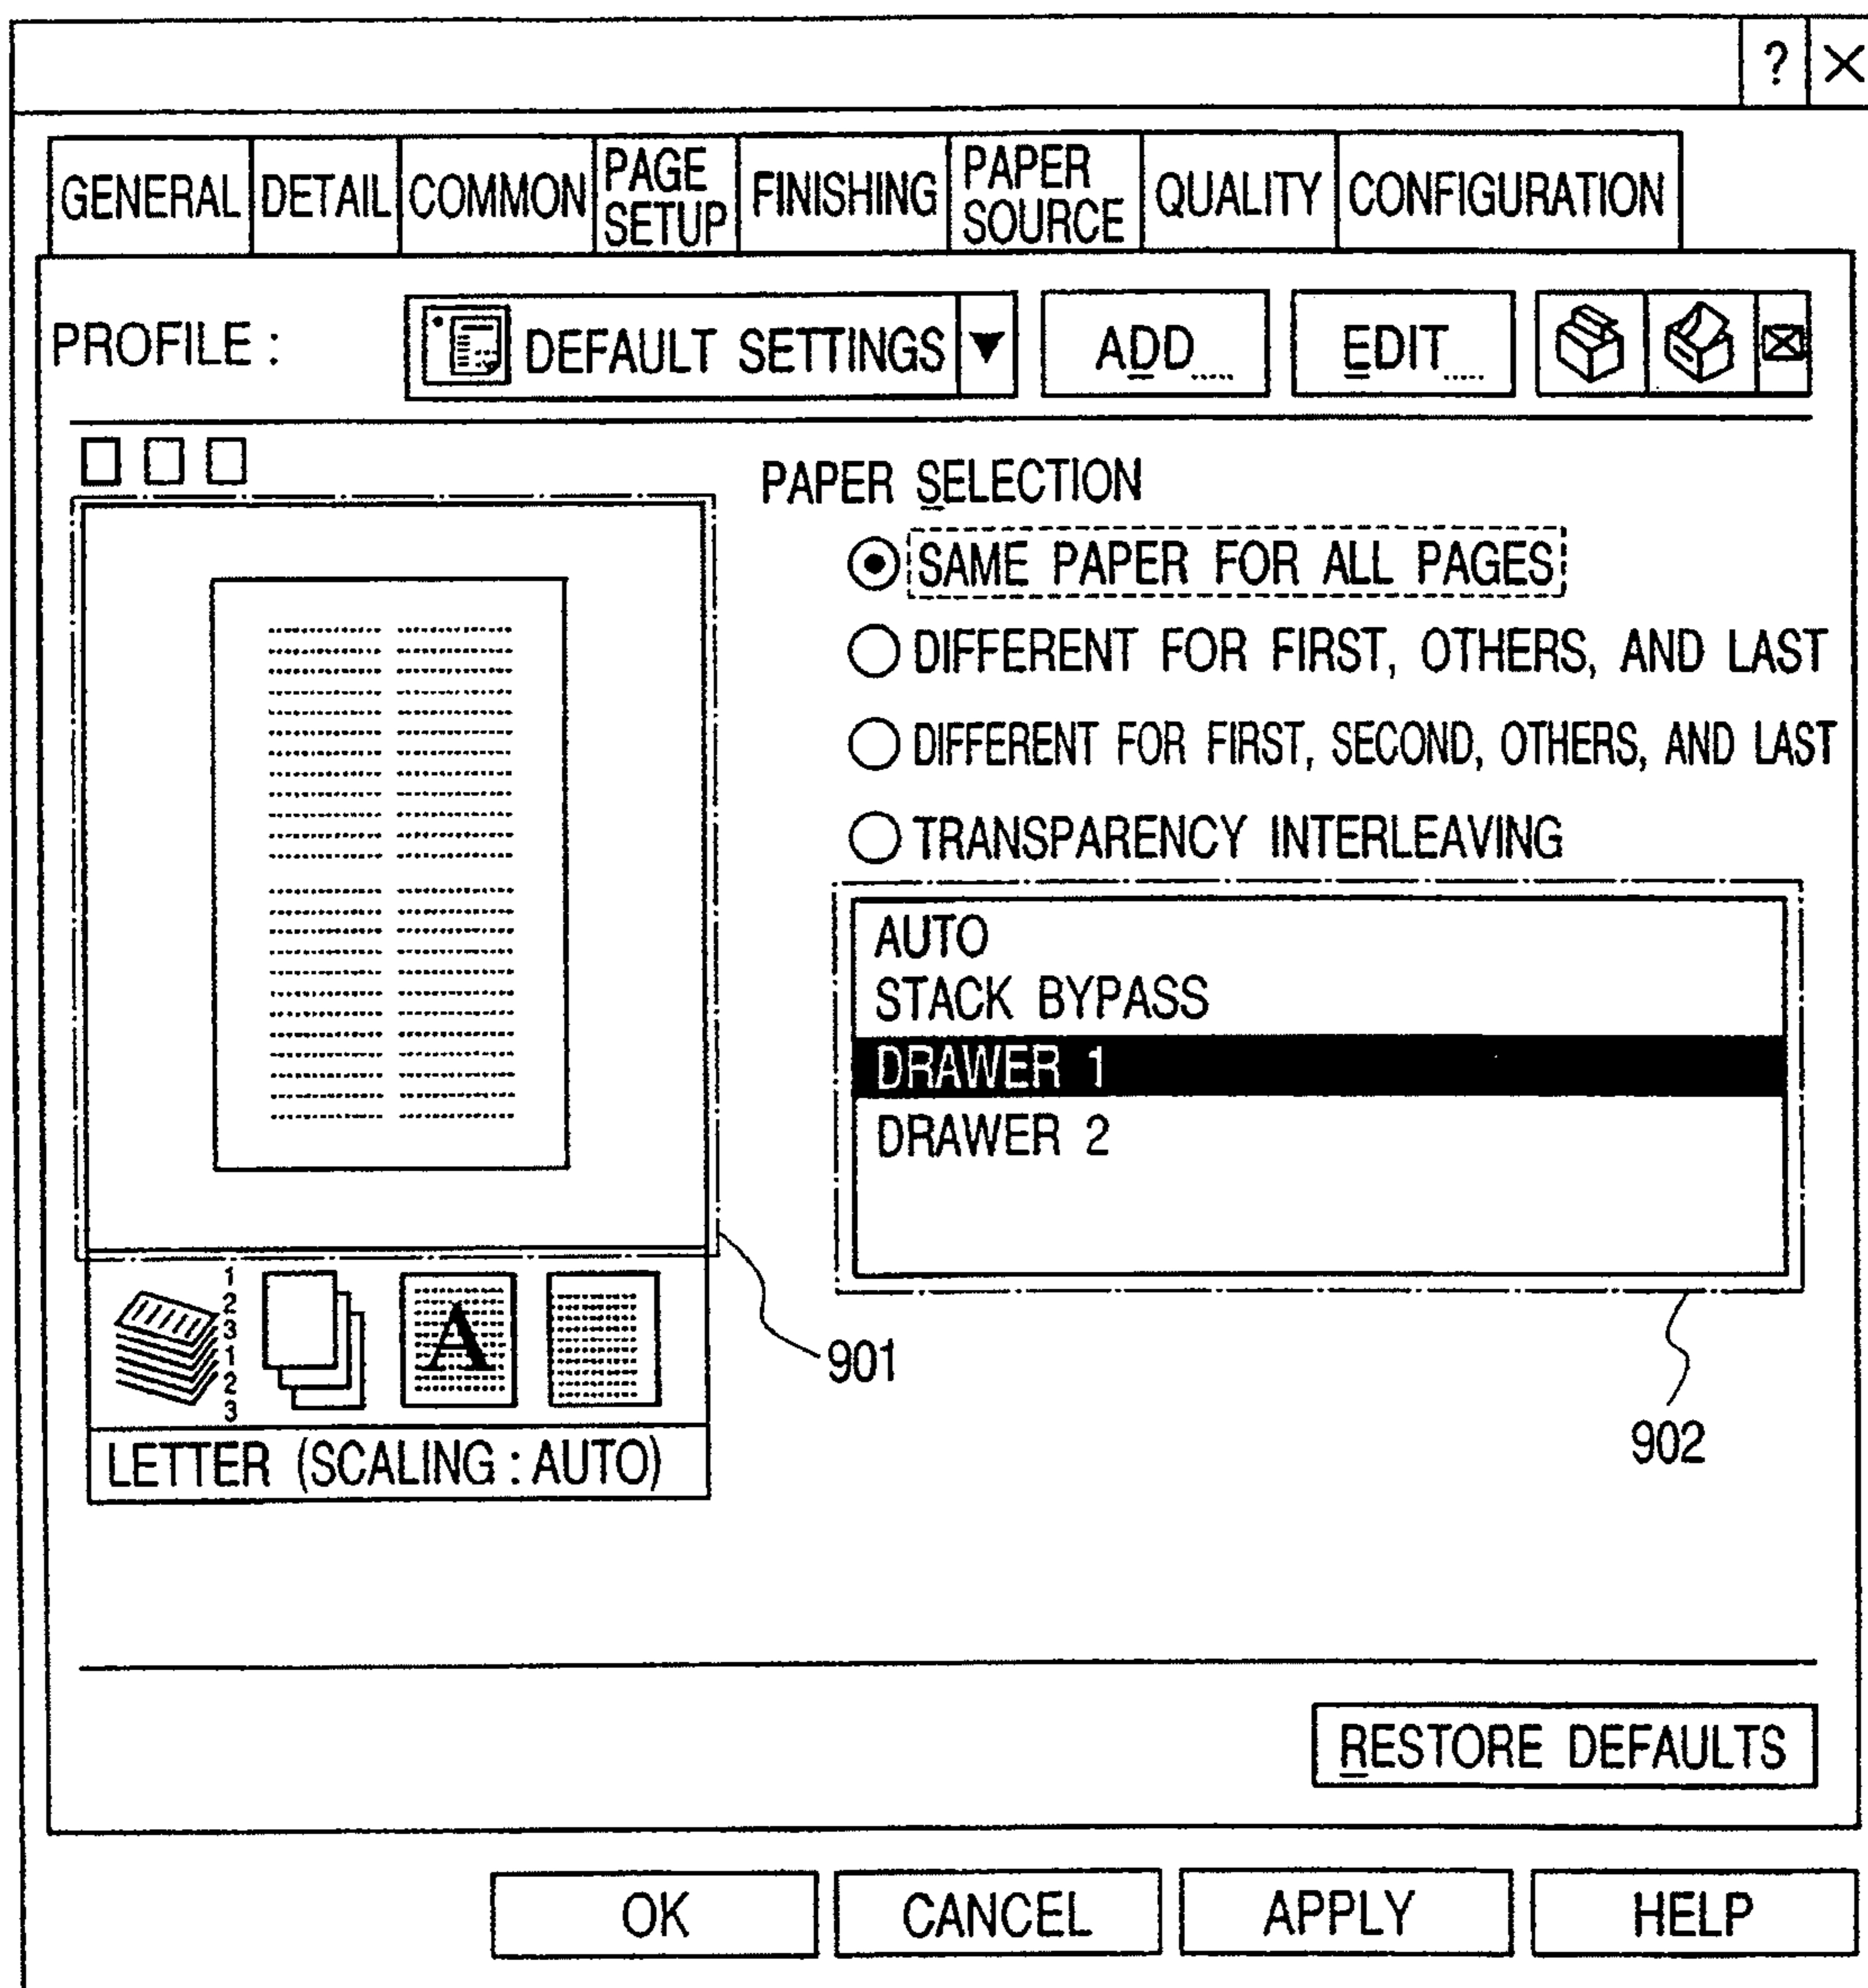 ? X
GENERAL DETAIL COMMON PAGE SETUP FINISHING PAPER SOURCE QUALITY CONFIGURATION
PROFILE : DEFAULT SETTINGS ADD..... EDIT.....
PAPER SELECTION
SAME PAPER FOR ALL PAGES
DIFFERENT FOR FIRST, OTHERS, AND LAST
DIFFERENT FOR FIRST, SECOND, OTHERS, AND LAST
TRANSPARENCY INTERLEAVING
AUTO
STACK BYPASS
DRAWER 1
DRAWER 2
1
2
3
1
2
3
A
901
902
LETTER (SCALING : AUTO)
RESTORE DEFAULTS
OK CANCEL APPLY HELP